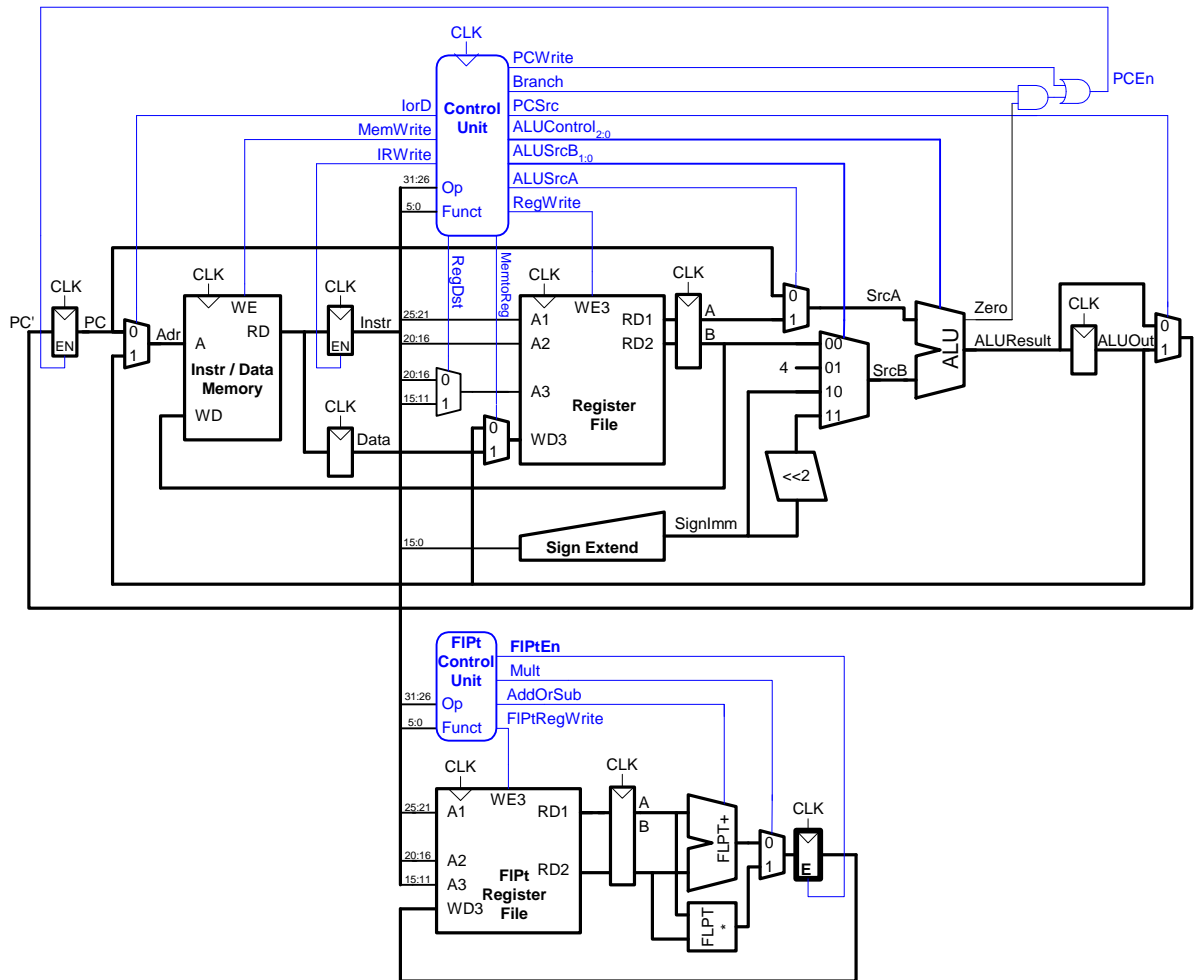 CLK
PCWrite
Branch
PCEn
IorD
Control
Unit
PCSrc
MemWrite
ALUControl2:0
IRWrite
ALUSrcB1:0
31:26
Op
ALUSrcA
5:0
Funct
RegWrite
RegDst
MemtoReg
CLK
CLK
CLK
CLK
CLK
CLK
PC'
PC
EN
0
1
Adr
WE
A
RD
Instr / Data
Memory
WD
EN
Instr
25:21
A1
WE3
RD1
A
0
1
SrcA
Zero
20:16
A2
RD2
B
00
4
01
SrcB
10
11
ALU
ALUResult
ALUOut
0
1
20:16
0
A3
15:11
1
Register
File
CLK
Data
0
1
WD3
<<2
SignImm
15:0
Sign Extend
FlPt
Control
Unit
FlPtEn
Mult
31:26
Op
AddOrSub
5:0
Funct
FlPtRegWrite
CLK
CLK
CLK
25:21
A1
WE3
RD1
A
B
FLPT+
0
1
E
20:16
A2
RD2
15:11
A3
FlPt
Register
File
WD3
FLPT
*